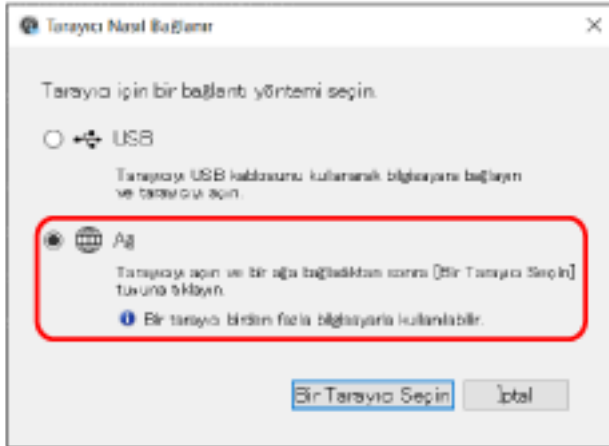 Tarayıcı Nasıl Bağlanır
Tarayıcı için bir bağlantı yöntemi seçin.
USB
Tarayıcıyı USB kablosunu kullanarak bilgisayara bağlayın
ve tarayıcıyı açın.
Ağ
Tarayıcıyı açın ve bir ağa bağladıktan sonra [Bir Tarayıcı Seçin]
tuşuna tıklayın.
Bir tarayıcı birden fazla bilgisayarla kullanılabilir.
Bir Tarayıcı Seçin
İptal